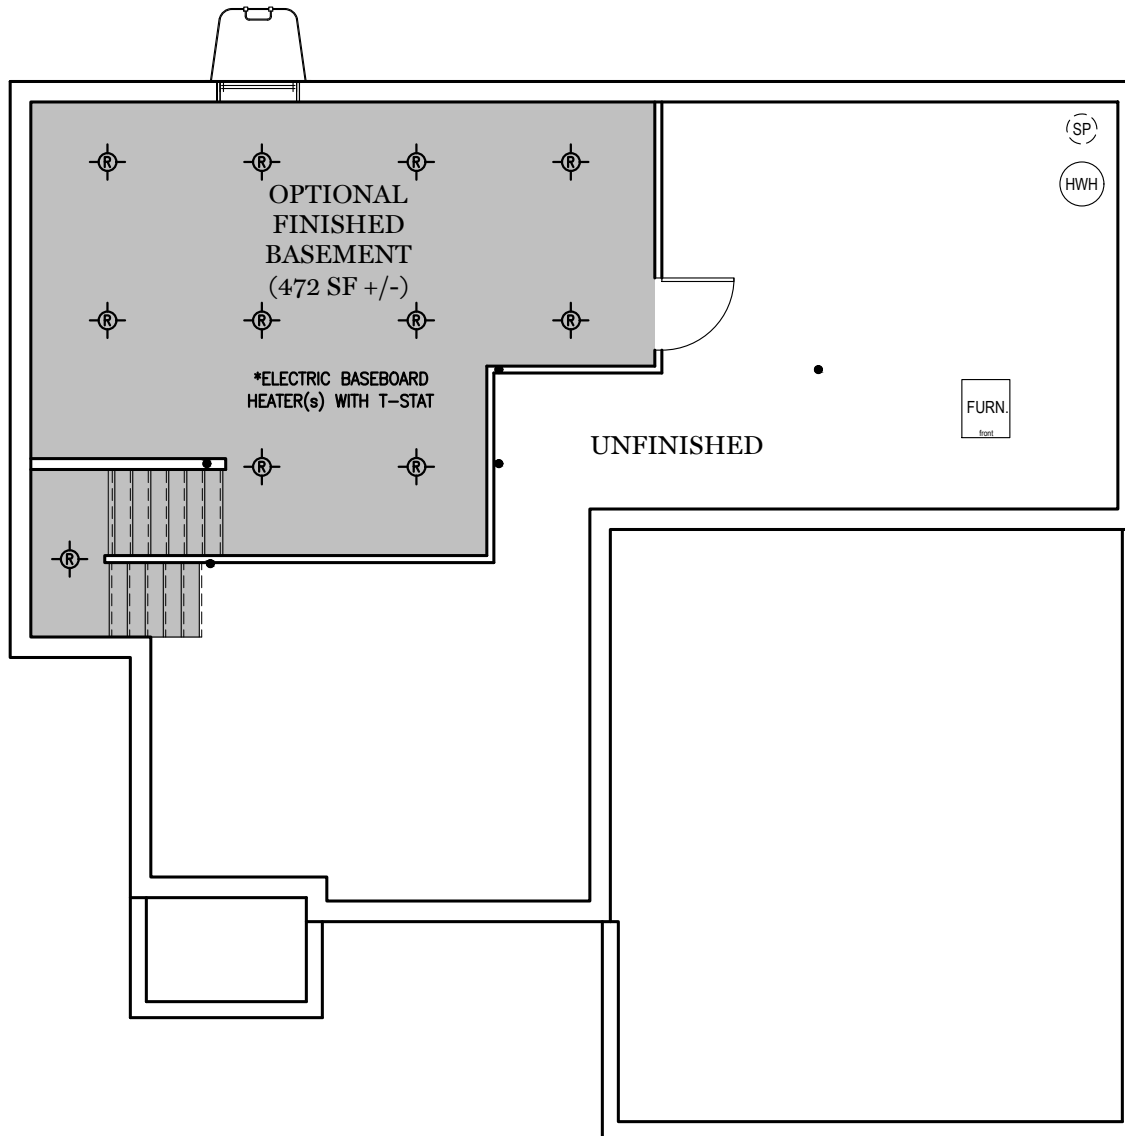 SP
HWH
R R R R
OPTIONAL
FINISHED
BASEMENT
(472 SF +/-)
R R R R
*ELECTRIC BASEBOARD
HEATER(s) WITH T-STAT
FURN.
front
UNFINISHED
R R
R